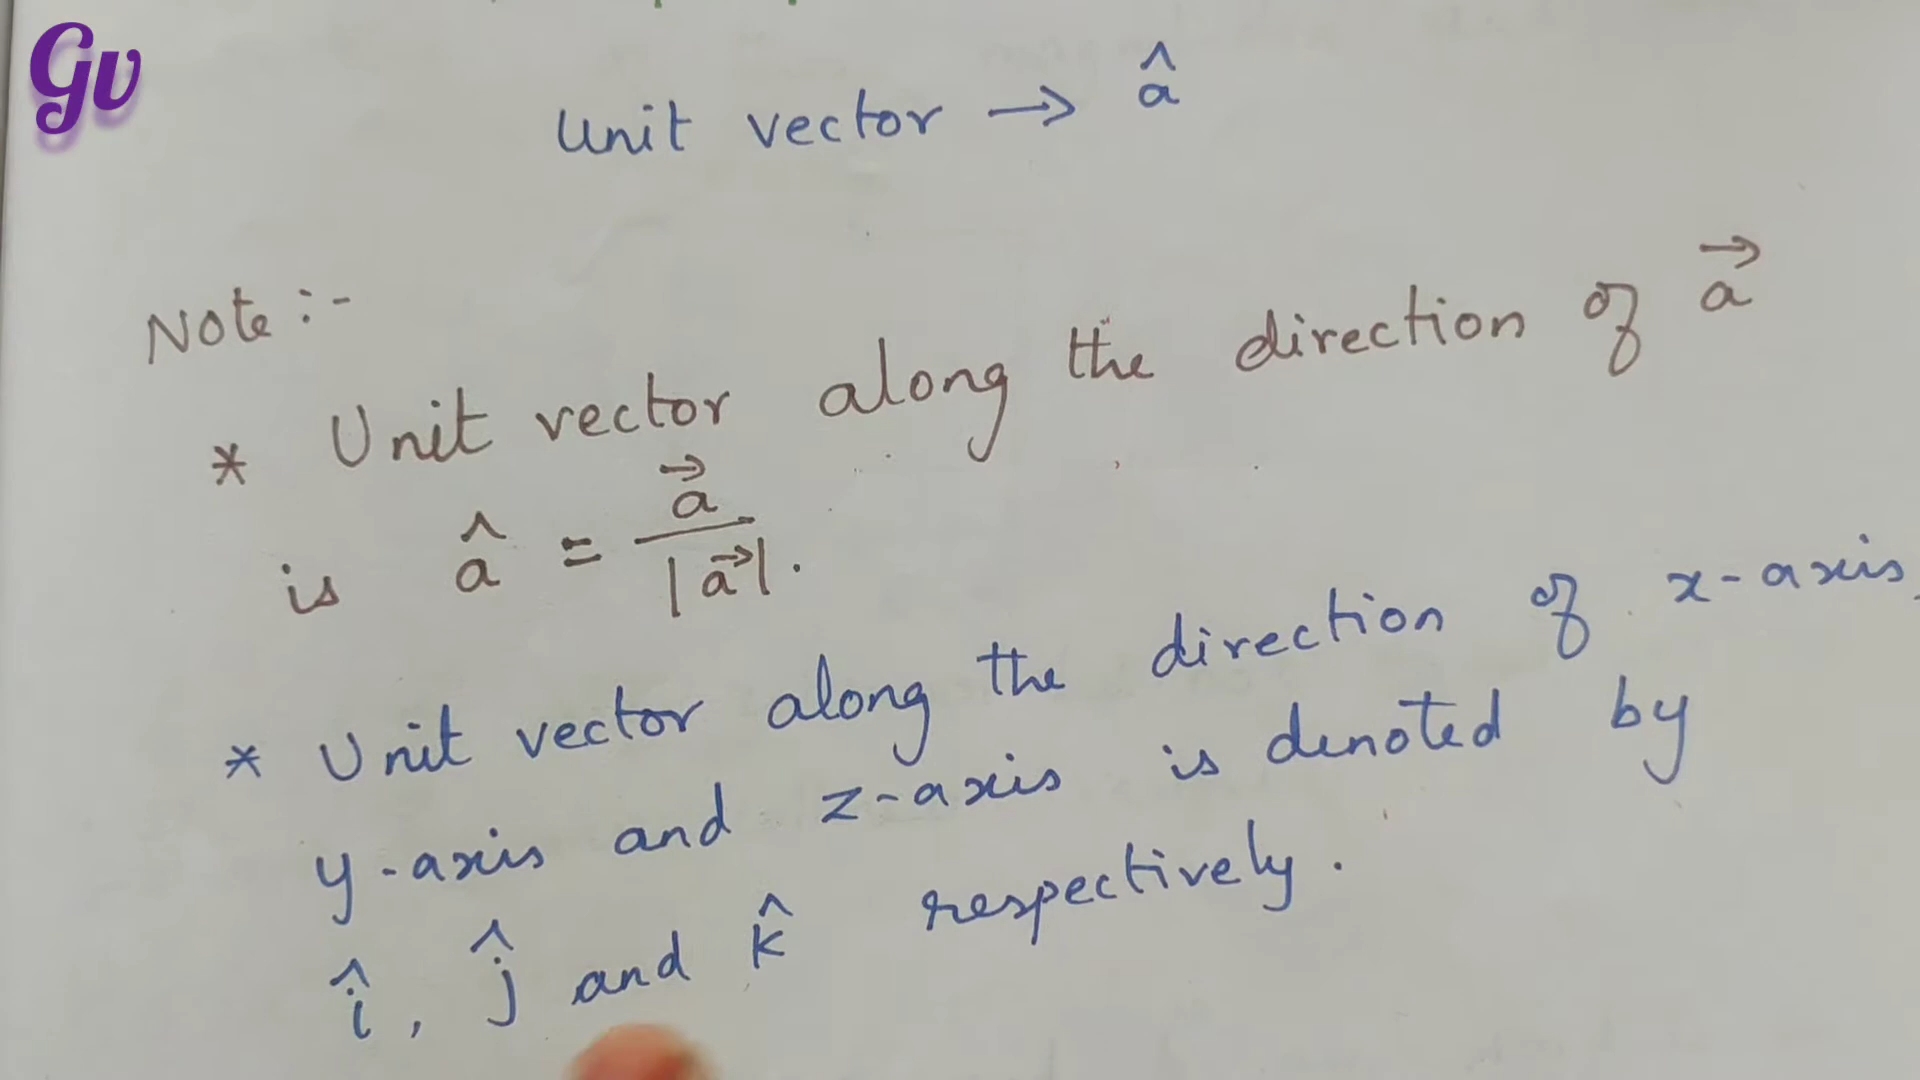 Gv
Unit vector → â
Note :-
* Unit vector along the direction of a⃗
is â = a⃗ / |a⃗|.
* Unit vector along the direction of x-axis,
y-axis and z-axis is denoted by
î, ĵ and k̂ respectively.